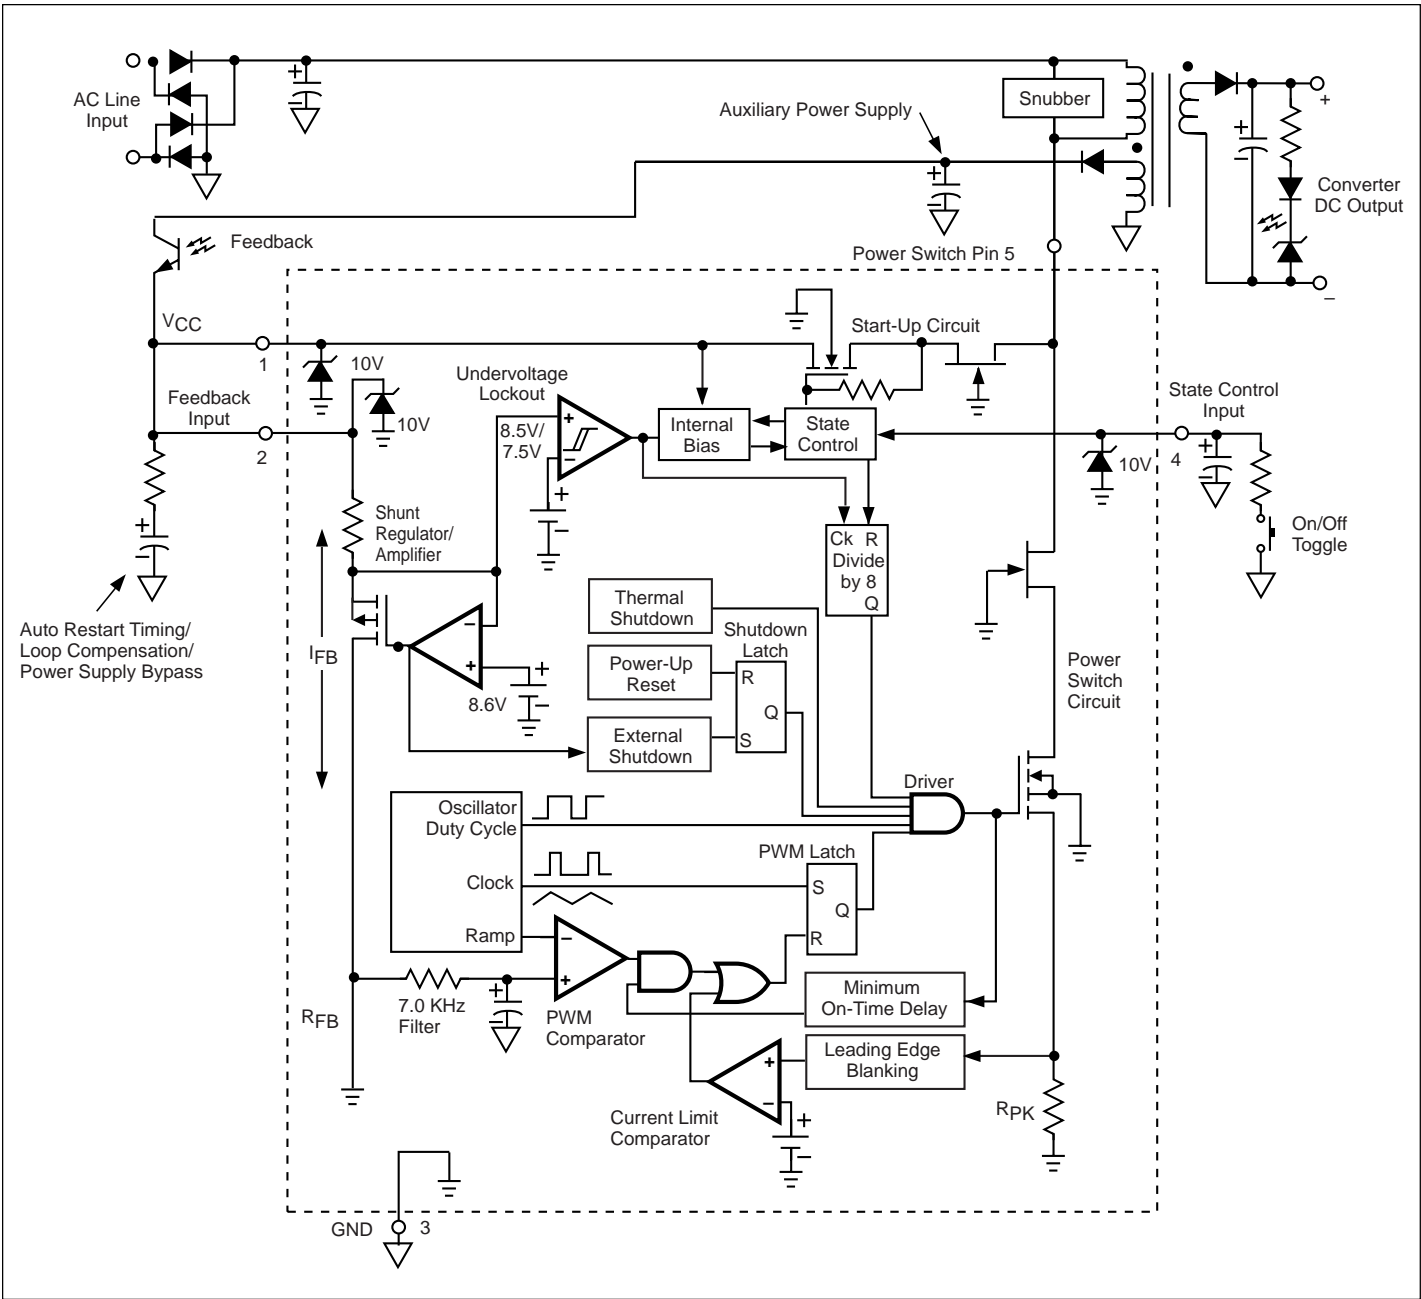 AC Line
Input
+
−
Auxiliary Power Supply
+
−
Snubber
+
−
+
−
Converter
DC Output
Feedback
Power Switch Pin 5
VCC
1
10V
Start-Up Circuit
Feedback
Input
2
10V
Undervoltage
Lockout
+
8.5V/
7.5V
−
+
−
Internal
Bias
State
Control
State Control
Input
10V
4
+
−
On/Off
Toggle
+
−
Auto Restart Timing/
Loop Compensation/
Power Supply Bypass
Shunt
Regulator/
Amplifier
IFB
−
+
8.6V
+
−
Ck R
Divide
by 8
Q
Thermal
Shutdown
Shutdown
Latch
Power-Up
Reset
R
Q
S
External
Shutdown
Power
Switch
Circuit
Driver
Oscillator
Duty Cycle
Clock
Ramp
PWM Latch
S
Q
R
−
+
PWM
Comparator
7.0 KHz
Filter
+
−
RFB
Minimum
On-Time Delay
Leading Edge
Blanking
+
−
Current Limit
Comparator
+
−
RPK
GND
3